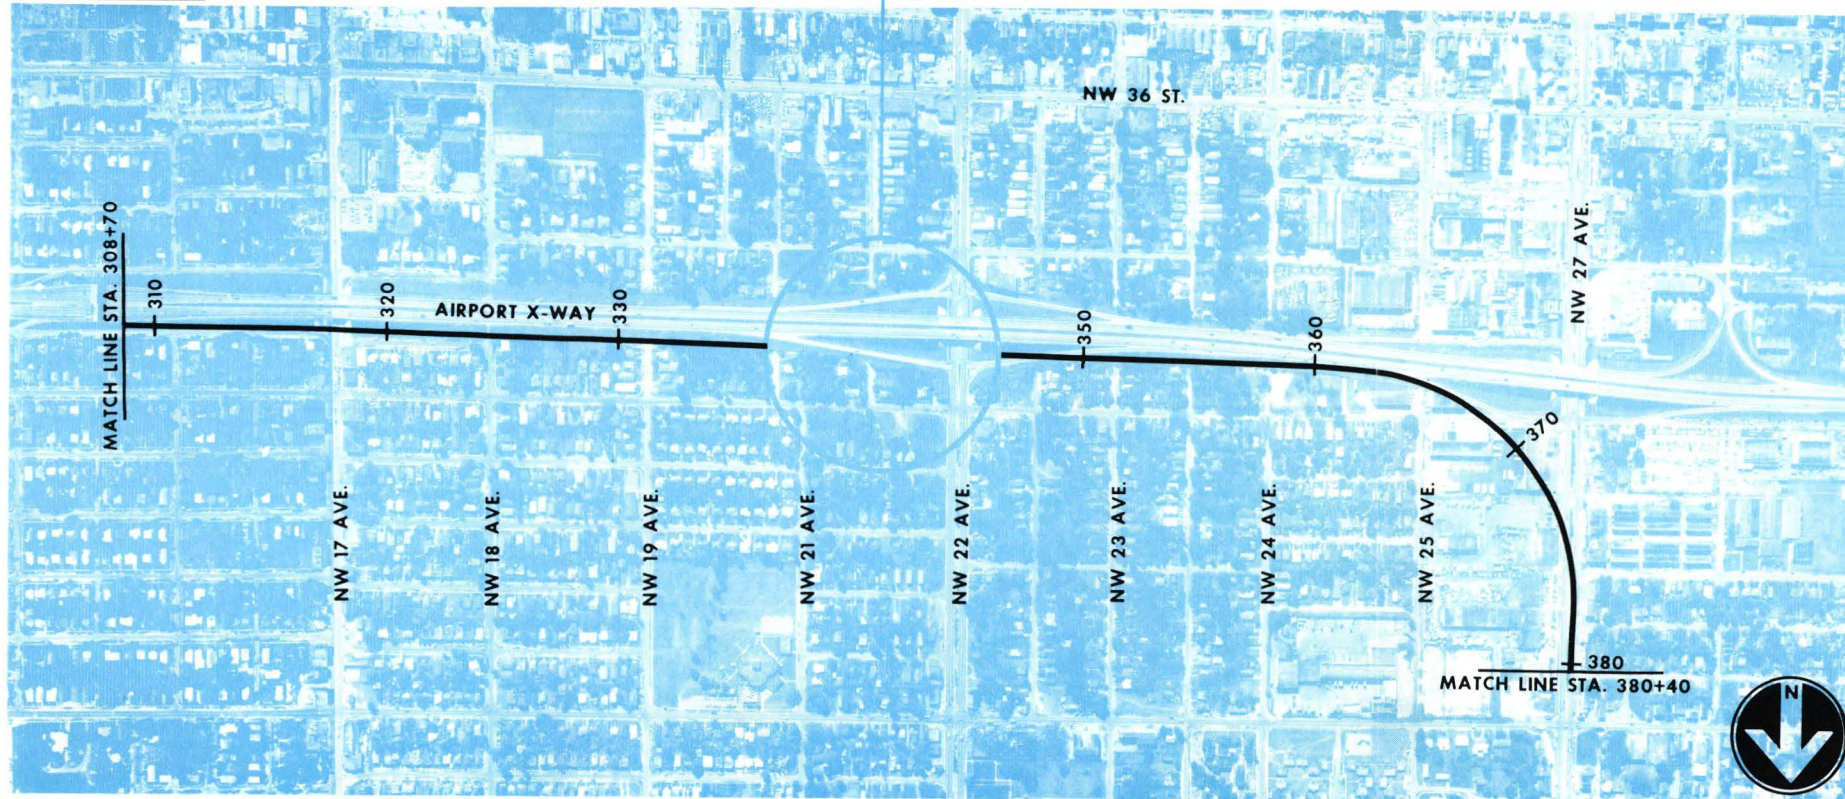 NW 36 ST.
MATCH LINE STA. 308+70
310
320
AIRPORT X-WAY
330
350
360
NW 27 AVE.
370
NW 17 AVE.
NW 18 AVE.
NW 19 AVE.
NW 21 AVE.
NW 22 AVE.
NW 23 AVE.
NW 24 AVE.
NW 25 AVE.
380
MATCH LINE STA. 380+40
N